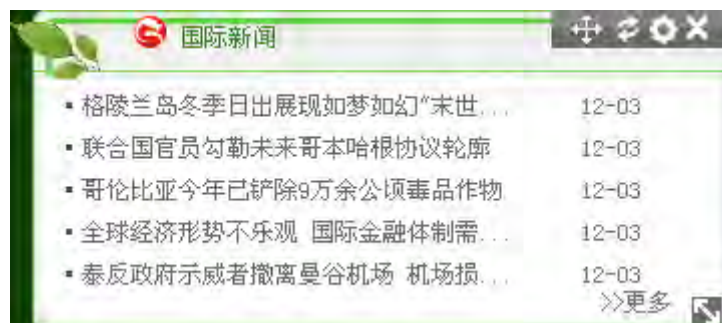 国际新闻
▪ 格陵兰岛冬季日出展现如梦如幻“末世... 12-03
▪ 联合国官员勾勒未来哥本哈根协议轮廓 12-03
▪ 哥伦比亚今年已铲除9万余公顷毒品作物 12-03
▪ 全球经济形势不乐观 国际金融体制需... 12-03
▪ 泰反政府示威者撤离曼谷机场 机场损... 12-03
>>更多